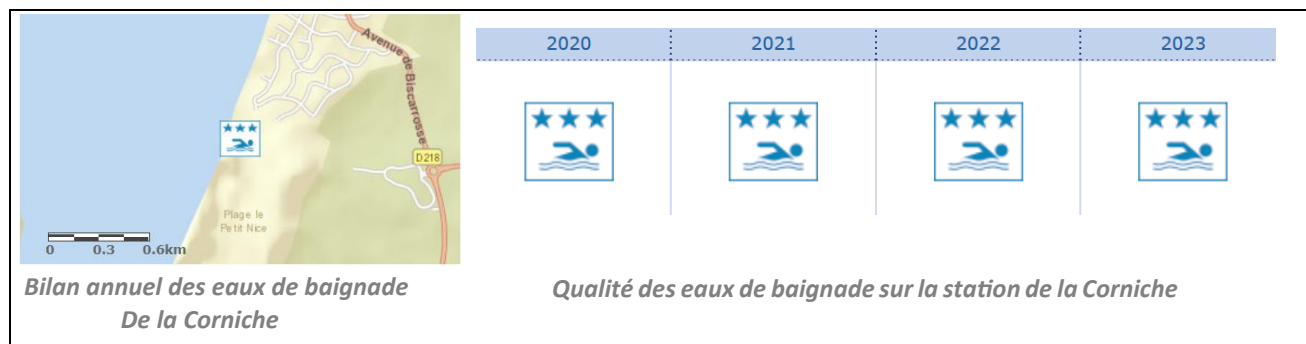 Avenue de Biscarrosse
D218
Plage le
Petit Nice
0 0.3 0.6km
2020 2021 2022 2023
Bilan annuel des eaux de baignade
De la Corniche
Qualité des eaux de baignade sur la station de la Corniche